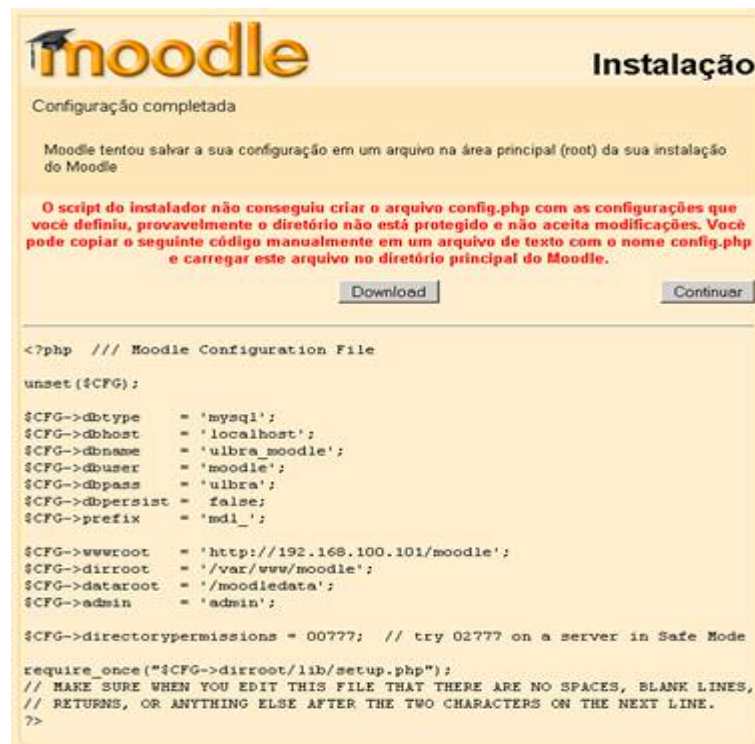 moodle
Instalação
Configuração completada
Moodle tentou salvar a sua configuração em um arquivo na área principal (root) da sua instalação
do Moodle
O script do instalador não conseguiu criar o arquivo config.php com as configurações que
você definiu, provavelmente o diretório não está protegido e não aceita modificações. Você
pode copiar o seguinte código manualmente em um arquivo de texto com o nome config.php
e carregar este arquivo no diretório principal do Moodle.
Download
Continuar
<?php /// Moodle Configuration File
unset($CFG);
$CFG->dbtype = 'mysql';
$CFG->dbhost = 'localhost';
$CFG->dbname = 'ulbra_moodle';
$CFG->dbuser = 'moodle';
$CFG->dbpass = 'ulbra';
$CFG->dbpersist = false;
$CFG->prefix = 'mdl_';
$CFG->wwwroot = 'http://192.168.100.101/moodle';
$CFG->dirroot = '/var/www/moodle';
$CFG->dataroot = '/moodledata';
$CFG->admin = 'admin';
$CFG->directorypermissions = 00777; // try 02777 on a server in Safe Mode
require_once("$CFG->dirroot/lib/setup.php");
// MAKE SURE WHEN YOU EDIT THIS FILE THAT THERE ARE NO SPACES, BLANK LINES,
// RETURNS, OR ANYTHING ELSE AFTER THE TWO CHARACTERS ON THE NEXT LINE.
?>